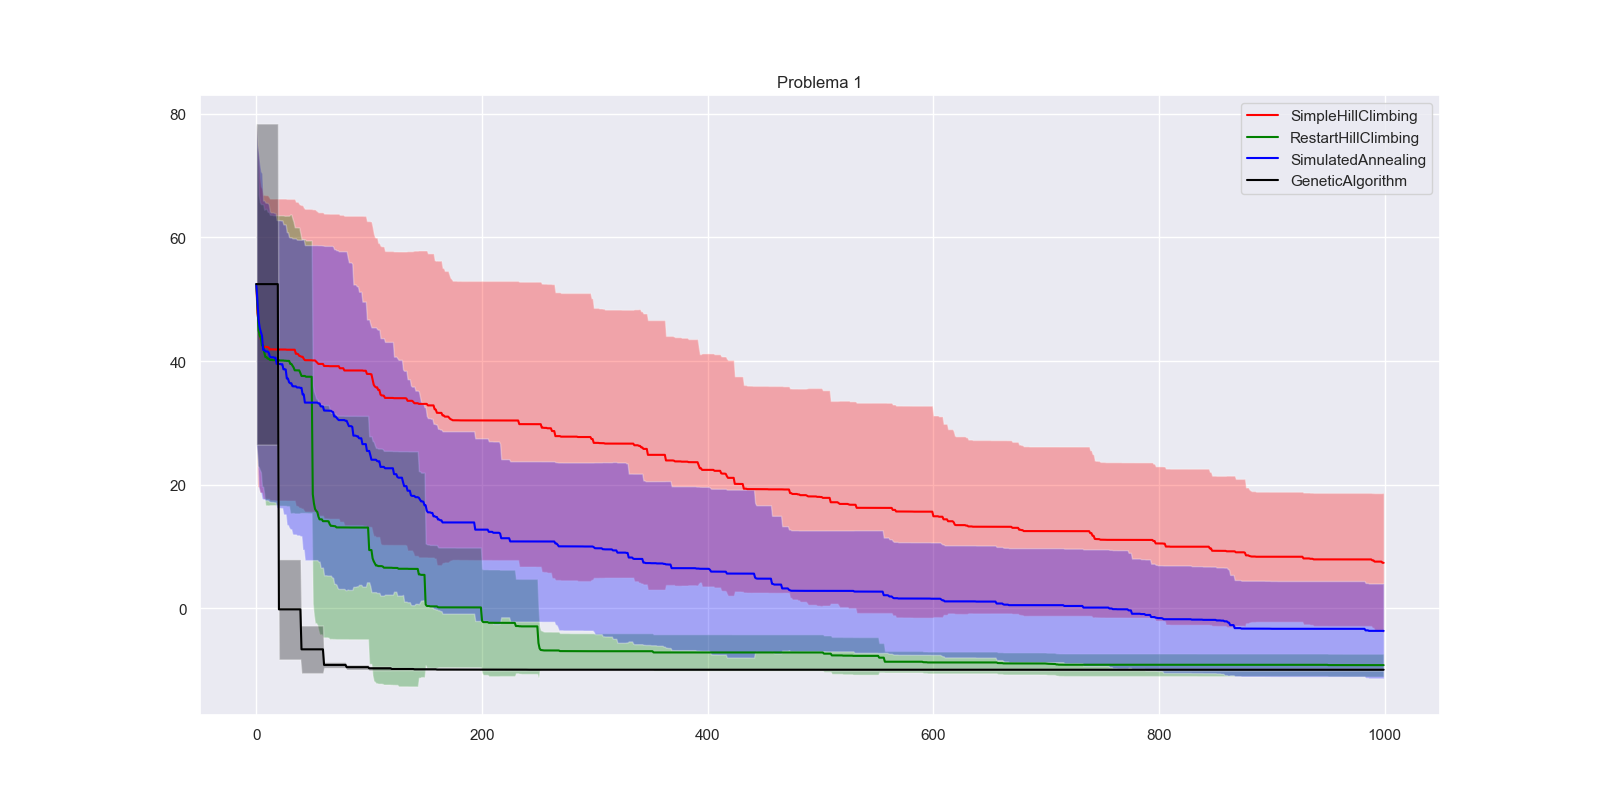 Problema 1
80
60
40
20
0
0 200 400 600 800 1000
SimpleHillClimbing
RestartHillClimbing
SimulatedAnnealing
GeneticAlgorithm